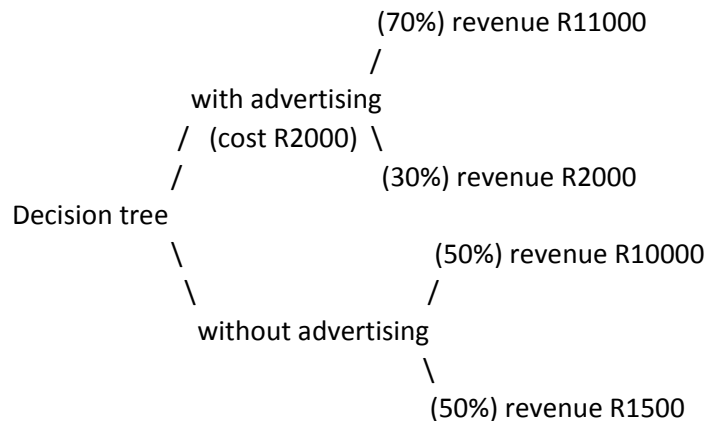 (70%) revenue R11000
/
with advertising
/ (cost R2000) \
/ (30%) revenue R2000
Decision tree
\ (50%) revenue R10000
\ /
without advertising
\
(50%) revenue R1500